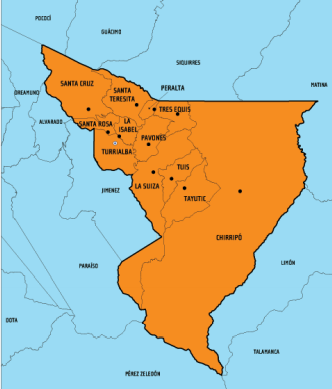 POCOCÍ
GUÁCIMO
SIQUIRRES
MATINA
SANTA CRUZ
SANTA
TERESITA
PERALTA
OREAMUNO
TRES EQUIS
ALVARADO
SANTA ROSA
LA
ISABEL
PAVONES
TURRIALBA
TUIS
JIMENEZ
LA SUIZA
TAYUTIC
CHIRRIPÓ
PARAÍSO
LIMÓN
DOTA
TALAMANCA
PÉREZ ZELEDÓN